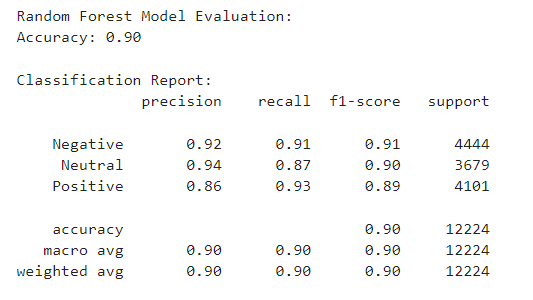 Random Forest Model Evaluation:
Accuracy: 0.90
Classification Report:
precision recall f1-score support
Negative 0.92 0.91 0.91 4444
Neutral 0.94 0.87 0.90 3679
Positive 0.86 0.93 0.89 4101
accuracy 0.90 12224
macro avg 0.90 0.90 0.90 12224
weighted avg 0.90 0.90 0.90 12224